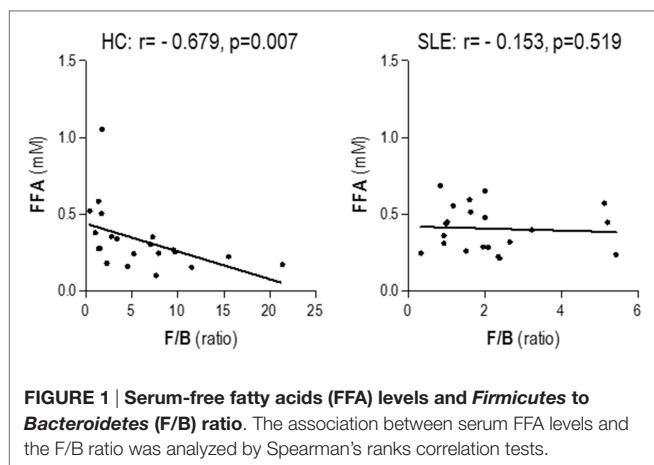 HC: r= - 0.679, p=0.007
FFA (mM)
1.5
1.0
0.5
0.0
0 5 10 15 20 25
F/B (ratio)
SLE: r= - 0.153, p=0.519
FFA (mM)
1.5
1.0
0.5
0.0
0 2 4 6
F/B (ratio)
FIGURE 1 | Serum-free fatty acids (FFA) levels and Firmicutes to
Bacteroidetes (F/B) ratio. The association between serum FFA levels and
the F/B ratio was analyzed by Spearman's ranks correlation tests.